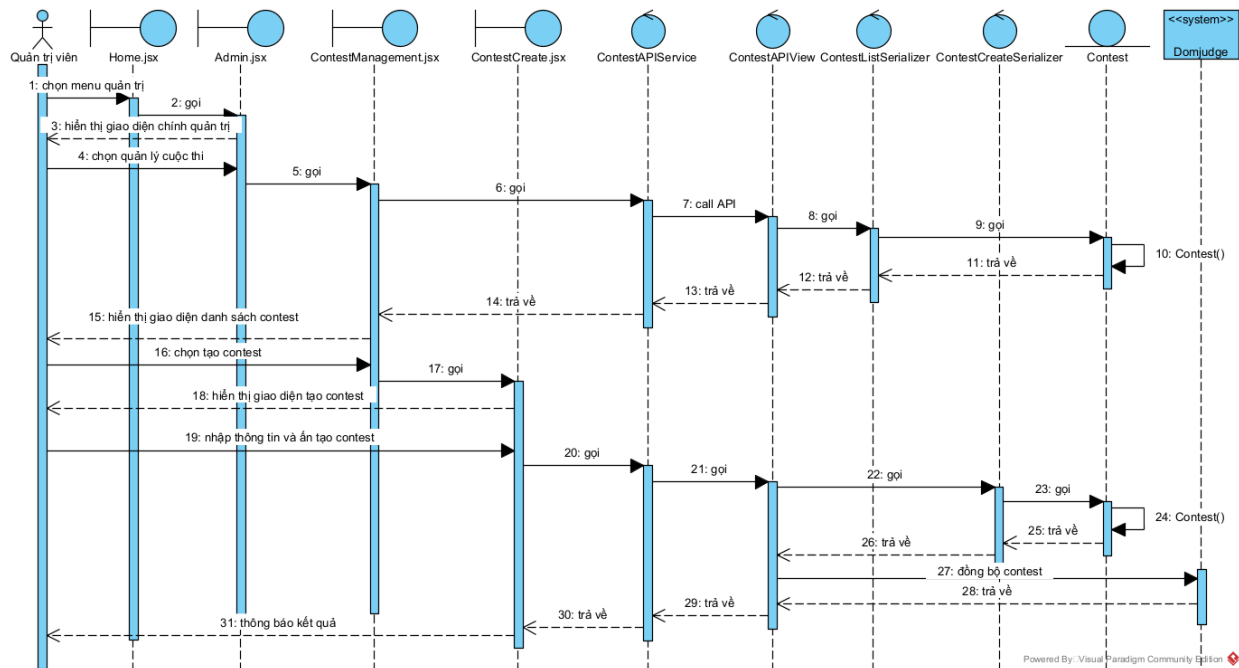 <<system>>
Domjudge
Quản trị viên
Home.jsx
Admin.jsx
ContestManagement.jsx
ContestCreate.jsx
ContestAPIService
ContestAPIView
ContestListSerializer
ContestCreateSerializer
Contest
1: chọn menu quản trị
2: gọi
3: hiển thị giao diện chính quản trị
4: chọn quản lý cuộc thi
5: gọi
6: gọi
7: call API
8: gọi
9: gọi
10: Contest()
11: trả về
12: trả về
13: trả về
14: trả về
15: hiển thị giao diện danh sách contest
16: chọn tạo contest
17: gọi
18: hiển thị giao diện tạo contest
19: nhập thông tin và ấn tạo contest
20: gọi
21: gọi
22: gọi
23: gọi
24: Contest()
25: trả về
26: trả về
27: đồng bộ contest
28: trả về
29: trả về
30: trả về
31: thông báo kết quả
Powered By: Visual Paradigm Community Edition